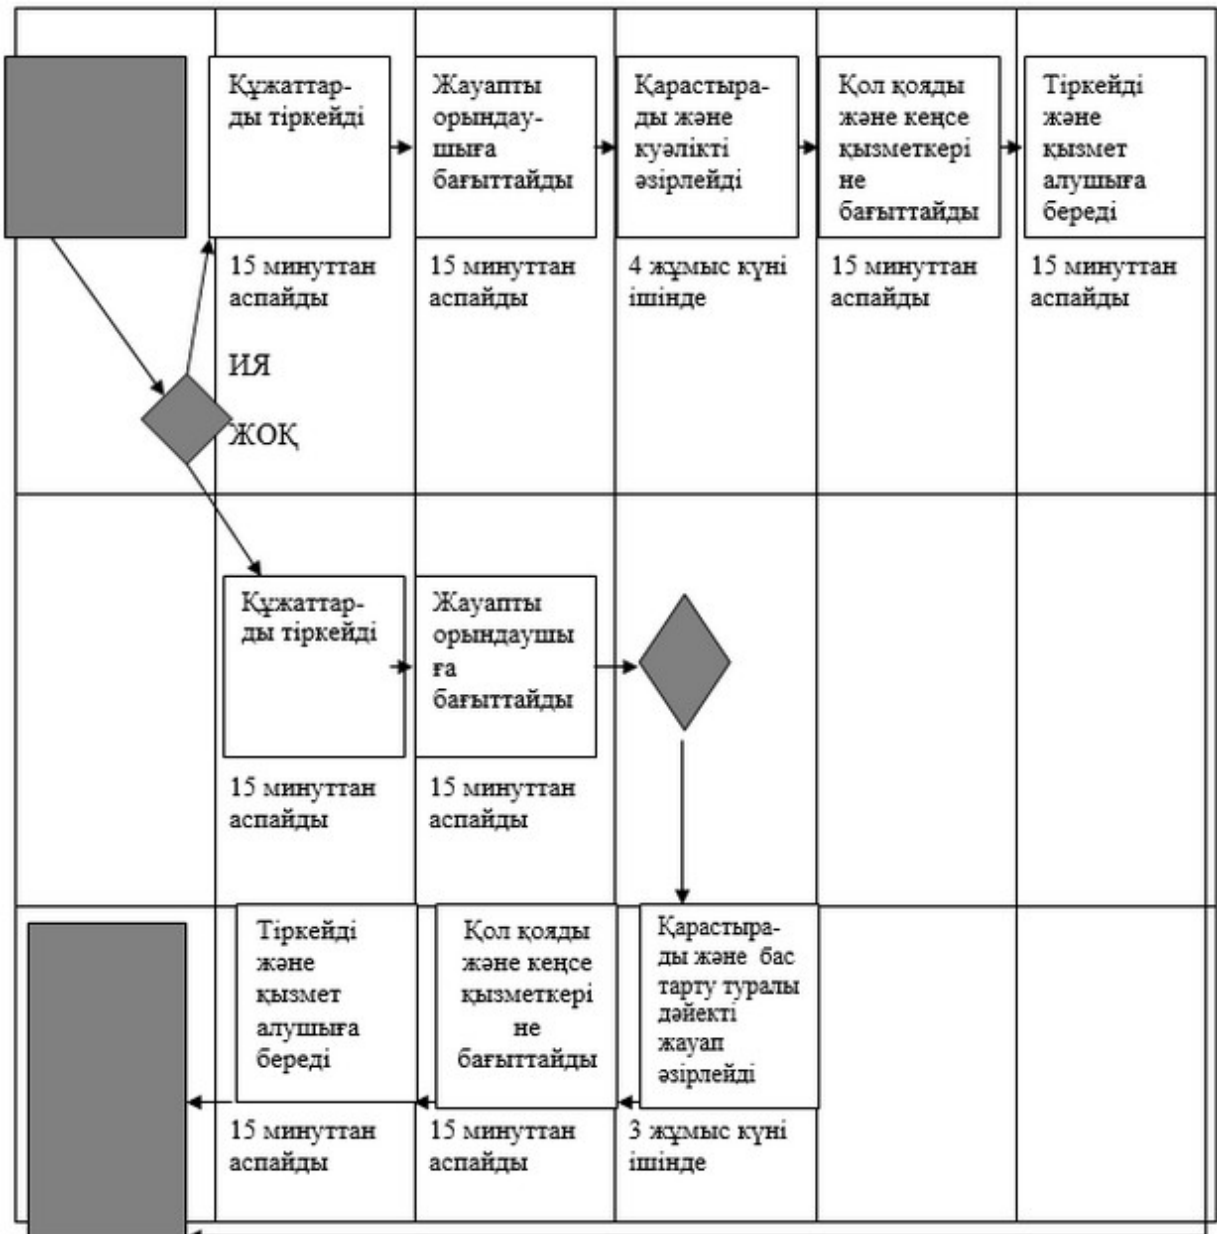 Құжаттар-
ды тіркейді
15 минуттан
аспайды
Жауапты
орындау-
шыға
бағыттайды
15 минуттан
аспайды
Қарастыра-
ды және
куәлікті
әзірлейді
4 жұмыс күні
ішінде
Қол қояды
және кеңсе
қызметкері
не
бағыттайды
15 минуттан
аспайды
Тіркейді
және
қызмет
алушыға
береді
15 минуттан
аспайды
ИЯ
ЖОҚ
Құжаттар-
ды тіркейді
15 минуттан
аспайды
Жауапты
орындаушы
ға
бағыттайды
15 минуттан
аспайды
Тіркейді
және
қызмет
алушыға
береді
15 минуттан
аспайды
Қол қояды
және кеңсе
қызметкері
не
бағыттайды
15 минуттан
аспайды
Қарастыра-
ды және бас
тарту туралы
дәйекті
жауап
әзірлейді
3 жұмыс күні
ішінде